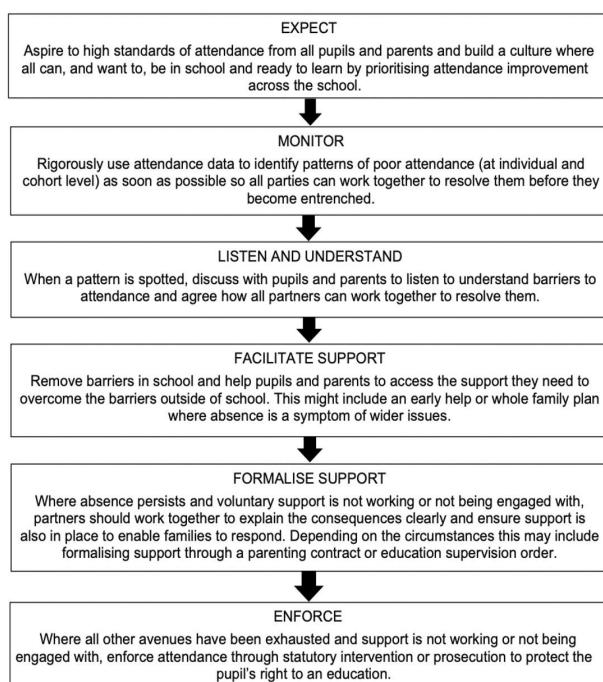 EXPECT
Aspire to high standards of attendance from all pupils and parents and build a culture where
all can, and want to, be in school and ready to learn by prioritising attendance improvement
across the school.
MONITOR
Rigorously use attendance data to identify patterns of poor attendance (at individual and
cohort level) as soon as possible so all parties can work together to resolve them before they
become entrenched.
LISTEN AND UNDERSTAND
When a pattern is spotted, discuss with pupils and parents to listen to understand barriers to
attendance and agree how all partners can work together to resolve them.
FACILITATE SUPPORT
Remove barriers in school and help pupils and parents to access the support they need to
overcome the barriers outside of school. This might include an early help or whole family plan
where absence is a symptom of wider issues.
FORMALISE SUPPORT
Where absence persists and voluntary support is not working or not being engaged with,
partners should work together to explain the consequences clearly and ensure support is
also in place to enable families to respond. Depending on the circumstances this may include
formalising support through a parenting contract or education supervision order.
ENFORCE
Where all other avenues have been exhausted and support is not working or not being
engaged with, enforce attendance through statutory intervention or prosecution to protect the
pupil's right to an education.